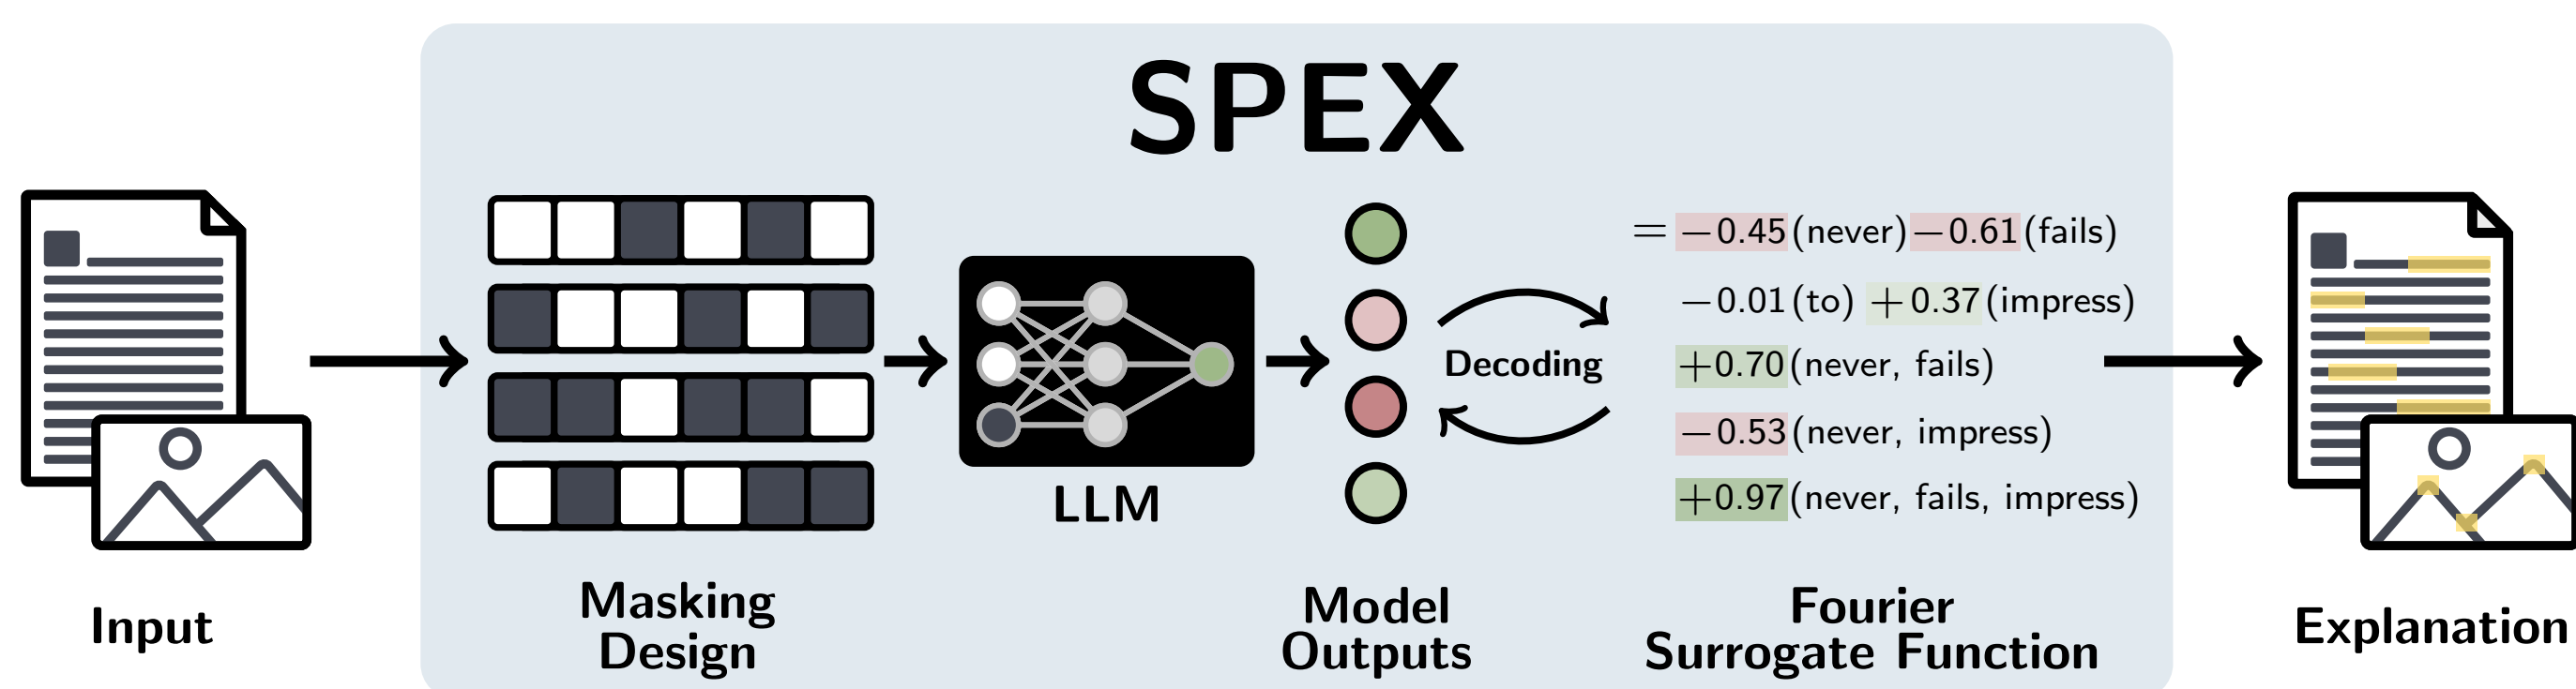 SPEX
= −0.45(never)−0.61(fails)
−0.01(to) +0.37(impress)
+0.70(never, fails)
−0.53(never, impress)
+0.97(never, fails, impress)
Decoding
LLM
Input
Masking
Design
Model
Outputs
Fourier
Surrogate Function
Explanation